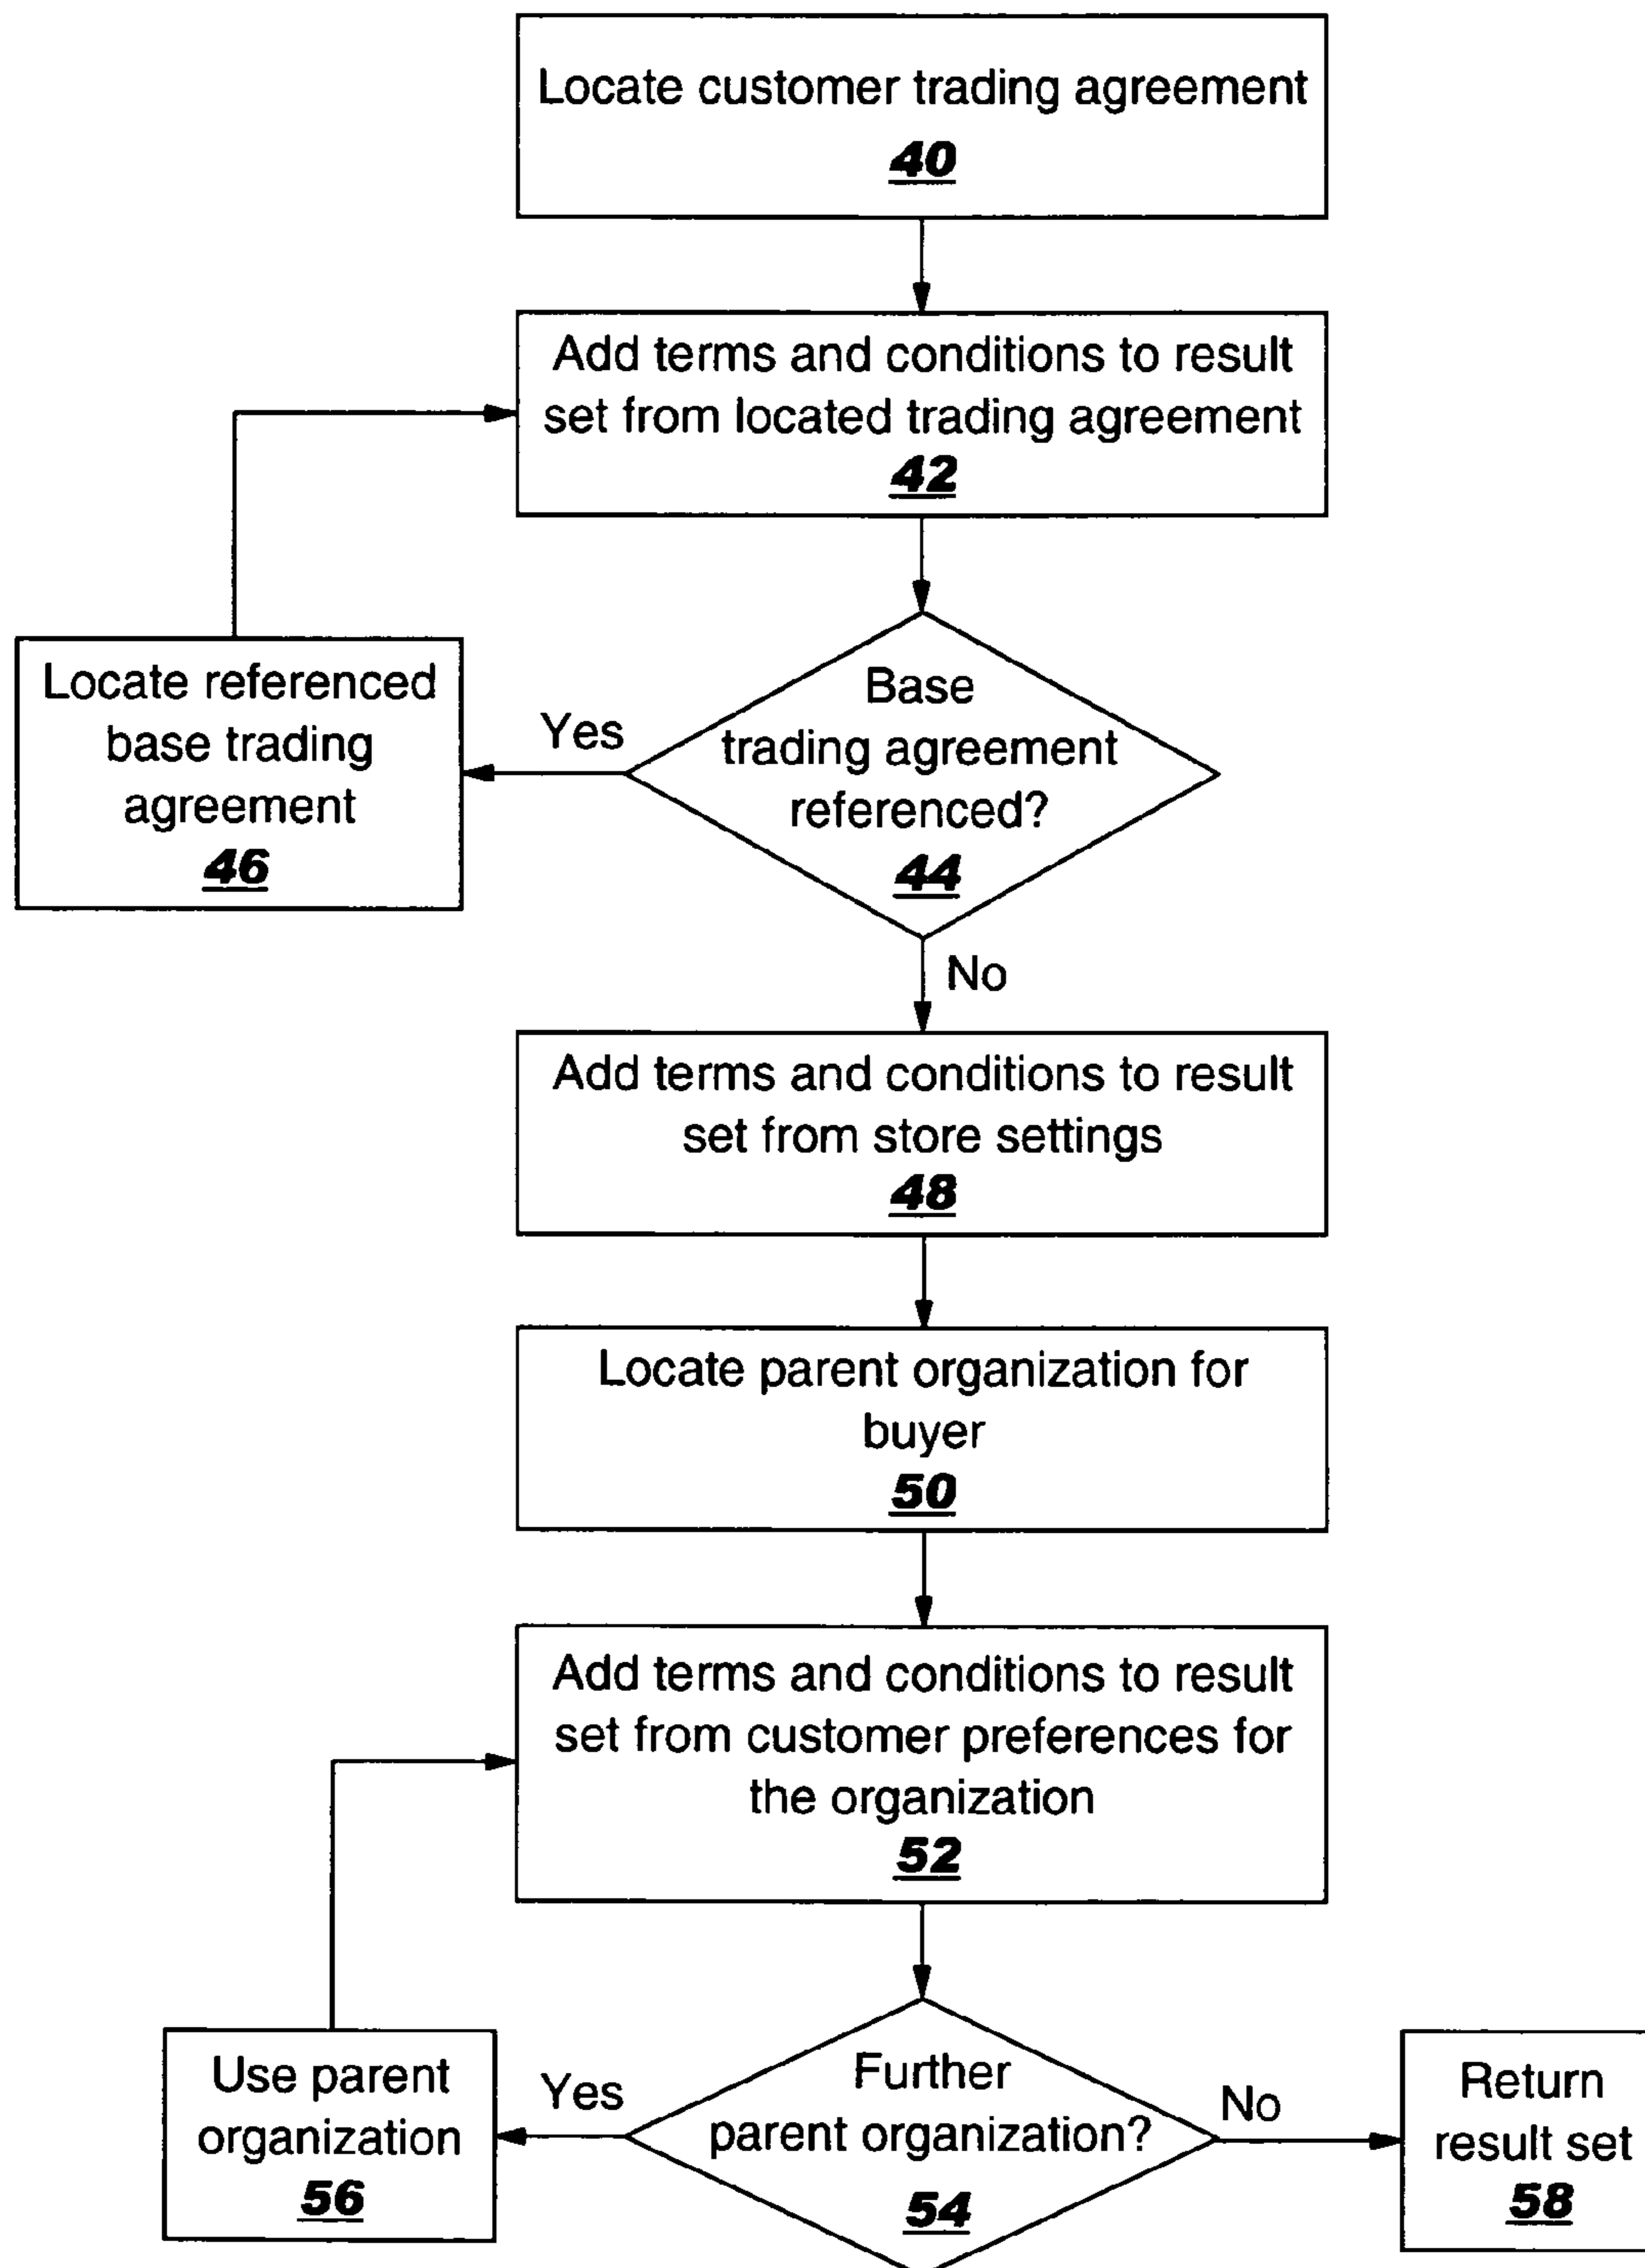 Locate customer trading agreement
40
Add terms and conditions to result
set from located trading agreement
42
Base
trading agreement
referenced?
44
Yes
Locate referenced
base trading
agreement
46
No
Add terms and conditions to result
set from store settings
48
Locate parent organization for
buyer
50
Add terms and conditions to result
set from customer preferences for
the organization
52
Further
parent organization?
54
Yes
Use parent
organization
56
No
Return
result set
58